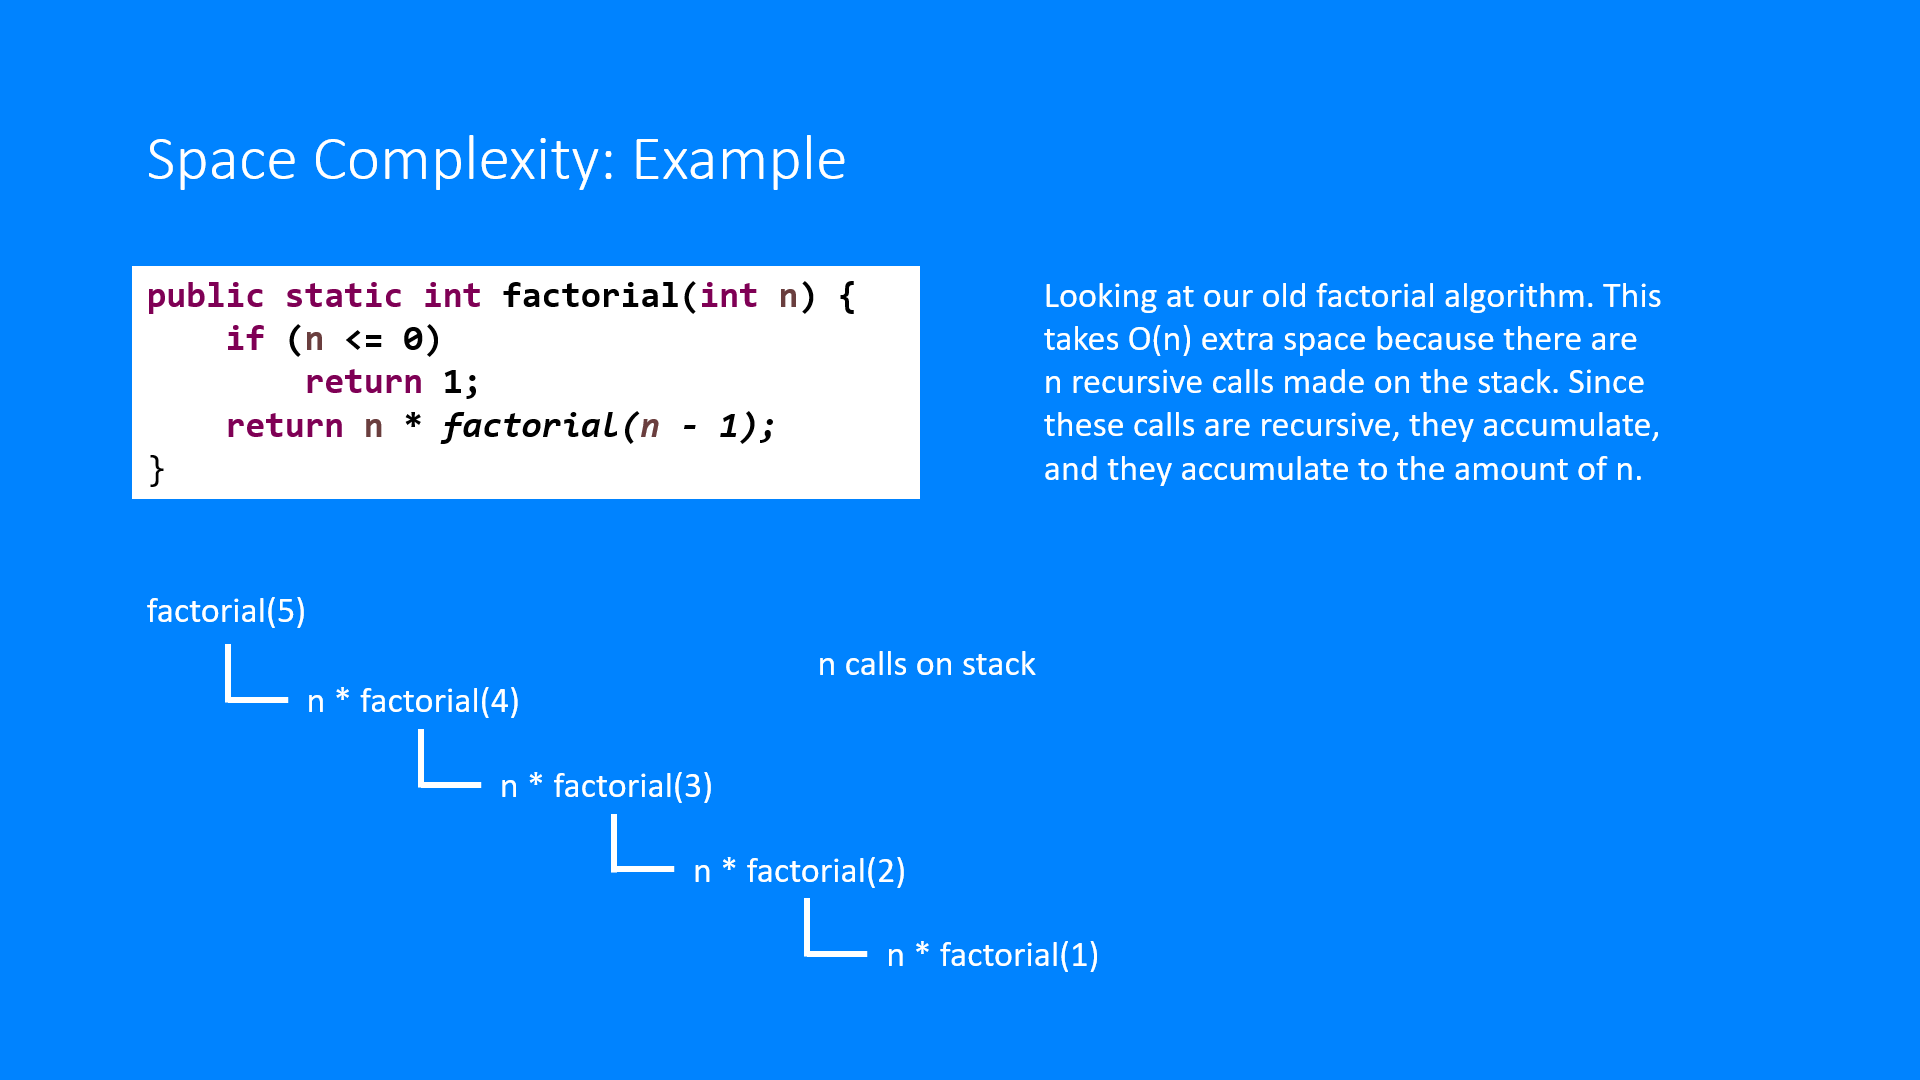 Space Complexity: Example
public static int factorial(int n) {
    if (n <= 0)
        return 1;
    return n * factorial(n - 1);
}
Looking at our old factorial algorithm. This
takes O(n) extra space because there are
n recursive calls made on the stack. Since
these calls are recursive, they accumulate,
and they accumulate to the amount of n.
factorial(5)
n calls on stack
n * factorial(4)
n * factorial(3)
n * factorial(2)
n * factorial(1)